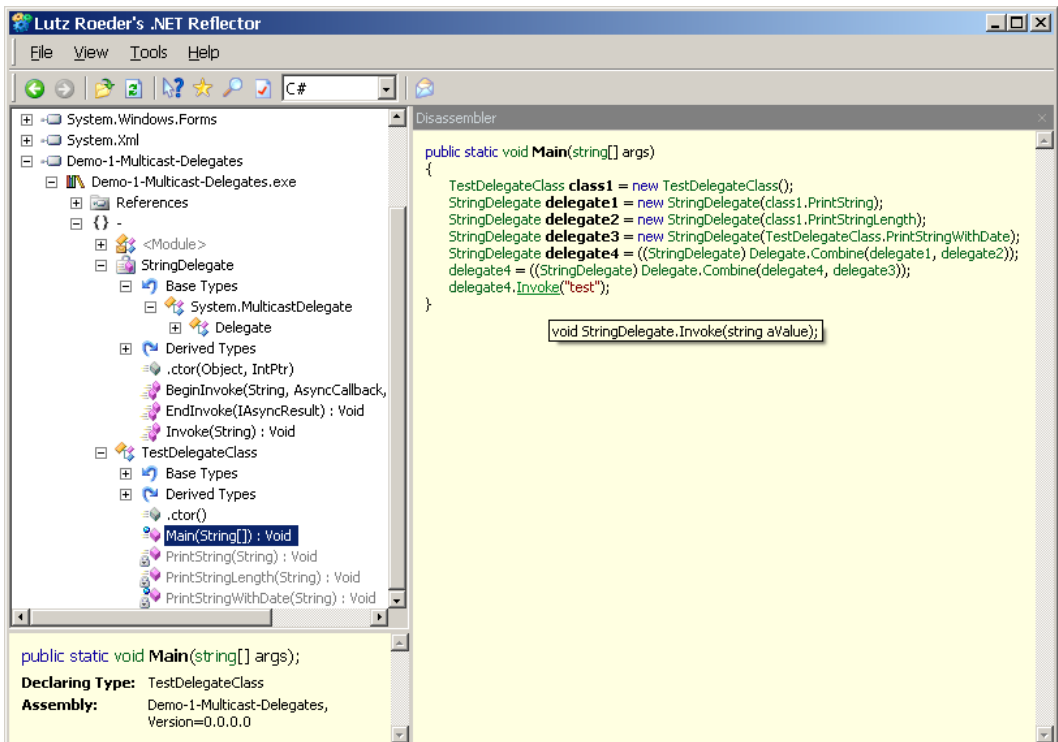 Lutz Roeder's .NET Reflector
File View Tools Help
C#
System.Windows.Forms
System.Xml
Demo-1-Multicast-Delegates
Demo-1-Multicast-Delegates.exe
References
{} -
<Module>
StringDelegate
Base Types
System.MulticastDelegate
Delegate
Derived Types
.ctor(Object, IntPtr)
BeginInvoke(String, AsyncCallback,
EndInvoke(IAsyncResult) : Void
Invoke(String) : Void
TestDelegateClass
Base Types
Derived Types
.ctor()
Main(String[]) : Void
PrintString(String) : Void
PrintStringLength(String) : Void
PrintStringWithDate(String) : Void
public static void Main(string[] args);
Declaring Type: TestDelegateClass
Assembly: Demo-1-Multicast-Delegates,
Version=0.0.0.0
Disassembler
public static void Main(string[] args)
{
TestDelegateClass class1 = new TestDelegateClass();
StringDelegate delegate1 = new StringDelegate(class1.PrintString);
StringDelegate delegate2 = new StringDelegate(class1.PrintStringLength);
StringDelegate delegate3 = new StringDelegate(TestDelegateClass.PrintStringWithDate);
StringDelegate delegate4 = ((StringDelegate) Delegate.Combine(delegate1, delegate2));
delegate4 = ((StringDelegate) Delegate.Combine(delegate4, delegate3));
delegate4.Invoke("test");
}
void StringDelegate.Invoke(string aValue);